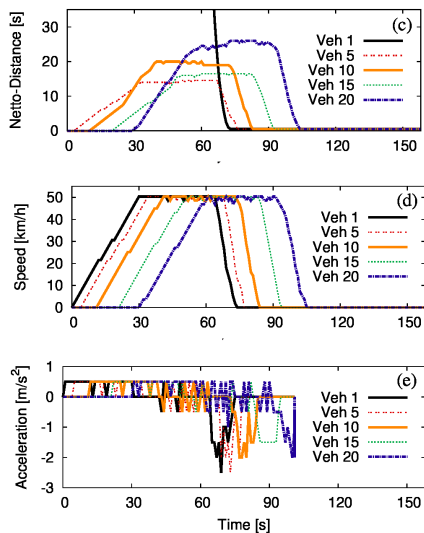 (c)
Netto-Distance [s]
30
20
10
0
Veh 1
Veh 5
Veh 10
Veh 15
Veh 20
0 30 60 90 120 150
(d)
Speed [km/h]
50
40
30
20
10
0
Veh 1
Veh 5
Veh 10
Veh 15
Veh 20
0 30 60 90 120 150
(e)
Acceleration [m/s²]
1
0
-1
-2
-3
Veh 1
Veh 5
Veh 10
Veh 15
Veh 20
0 30 60 90 120 150
Time [s]